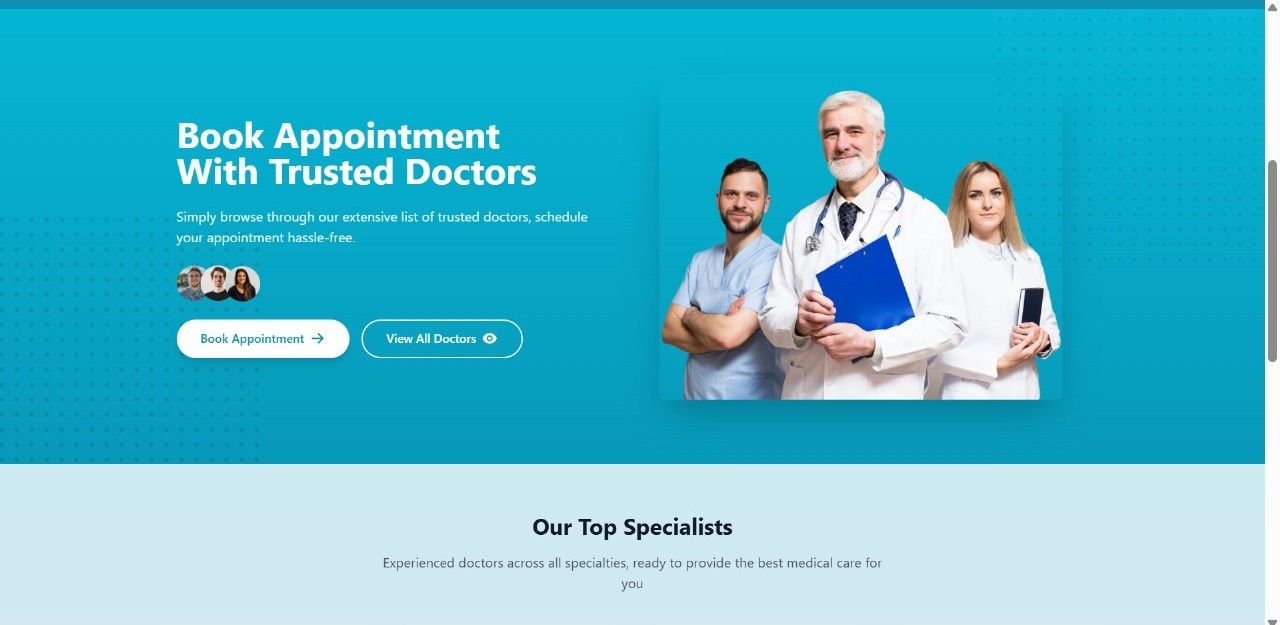 Book Appointment
With Trusted Doctors
Simply browse through our extensive list of trusted doctors, schedule
your appointment hassle-free.
Book Appointment
View All Doctors
Our Top Specialists
Experienced doctors across all specialties, ready to provide the best medical care for
you